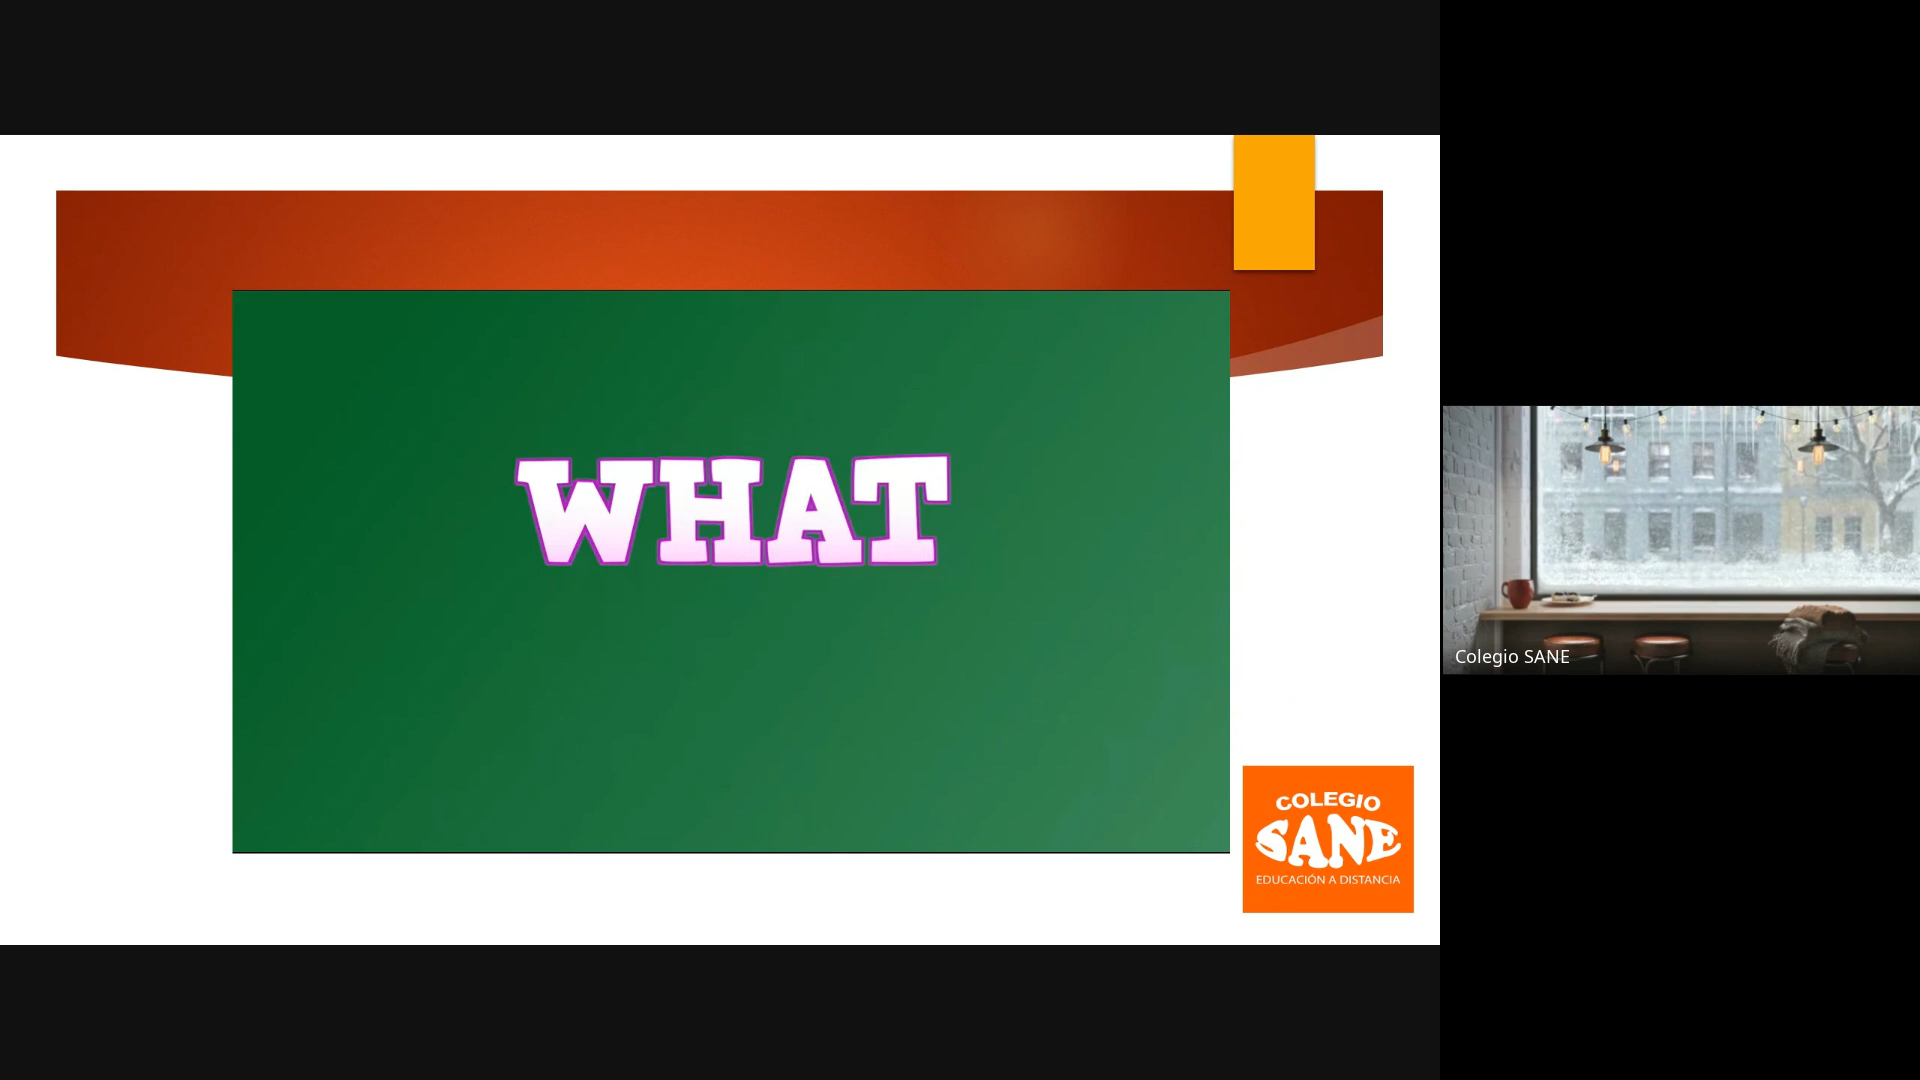 WHAT
COLEGIO
SANE
EDUCACIÓN A DISTANCIA
Colegio SANE